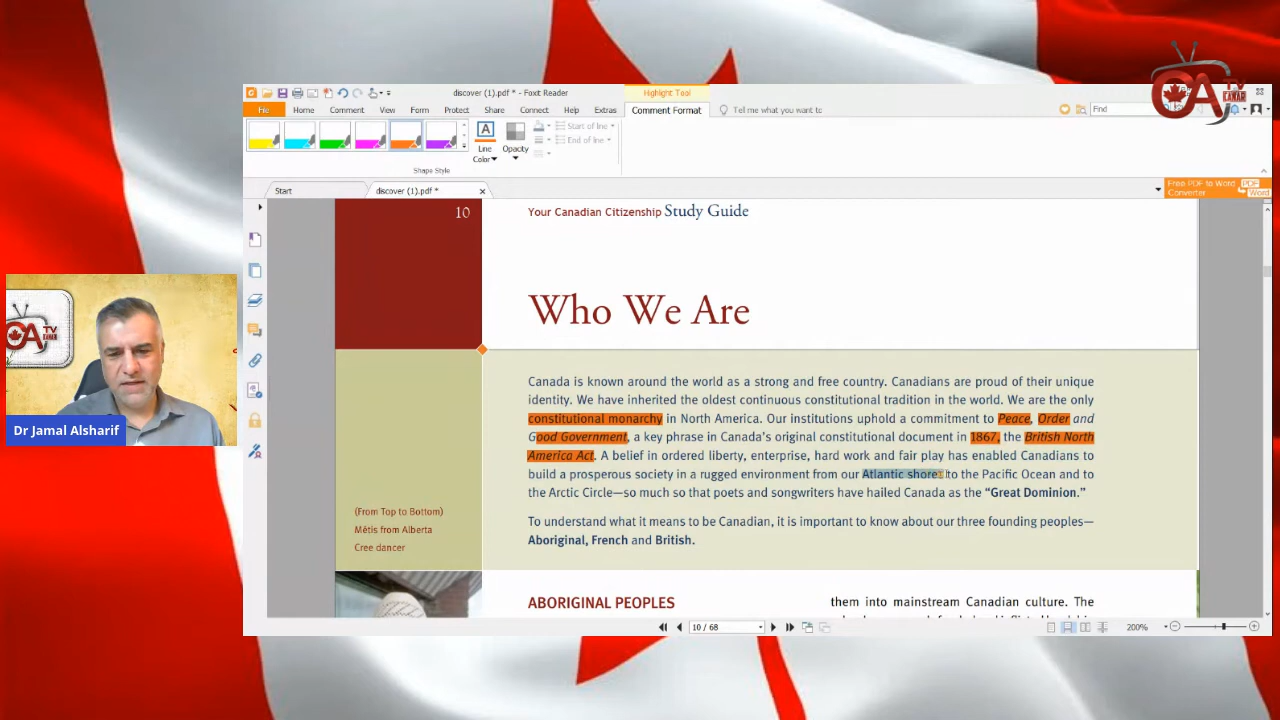 discover (1).pdf * - Foxit Reader
Highlight Tool
File
Home
Comment
View
Form
Protect
Share
Connect
Help
Extras
Comment Format
Tell me what you want to
Find
Line
Color
Opacity
Start of line
End of line
Shape Style
Start
discover (1).pdf *
Free PDF to Word
Converter
PDF
Word
CA TV
10
Your Canadian Citizenship Study Guide
Who We Are
Canada is known around the world as a strong and free country. Canadians are proud of their unique
identity. We have inherited the oldest continuous constitutional tradition in the world. We are the only
constitutional monarchy in North America. Our institutions uphold a commitment to Peace, Order and
Good Government, a key phrase in Canada's original constitutional document in 1867, the British North
America Act. A belief in ordered liberty, enterprise, hard work and fair play has enabled Canadians to
build a prosperous society in a rugged environment from our Atlantic shores to the Pacific Ocean and to
the Arctic Circle—so much so that poets and songwriters have hailed Canada as the “Great Dominion.”
To understand what it means to be Canadian, it is important to know about our three founding peoples—
Aboriginal, French and British.
(From Top to Bottom)
Métis from Alberta
Cree dancer
ABORIGINAL PEOPLES
them into mainstream Canadian culture. The
10 / 68
200%
Dr Jamal Alsharif